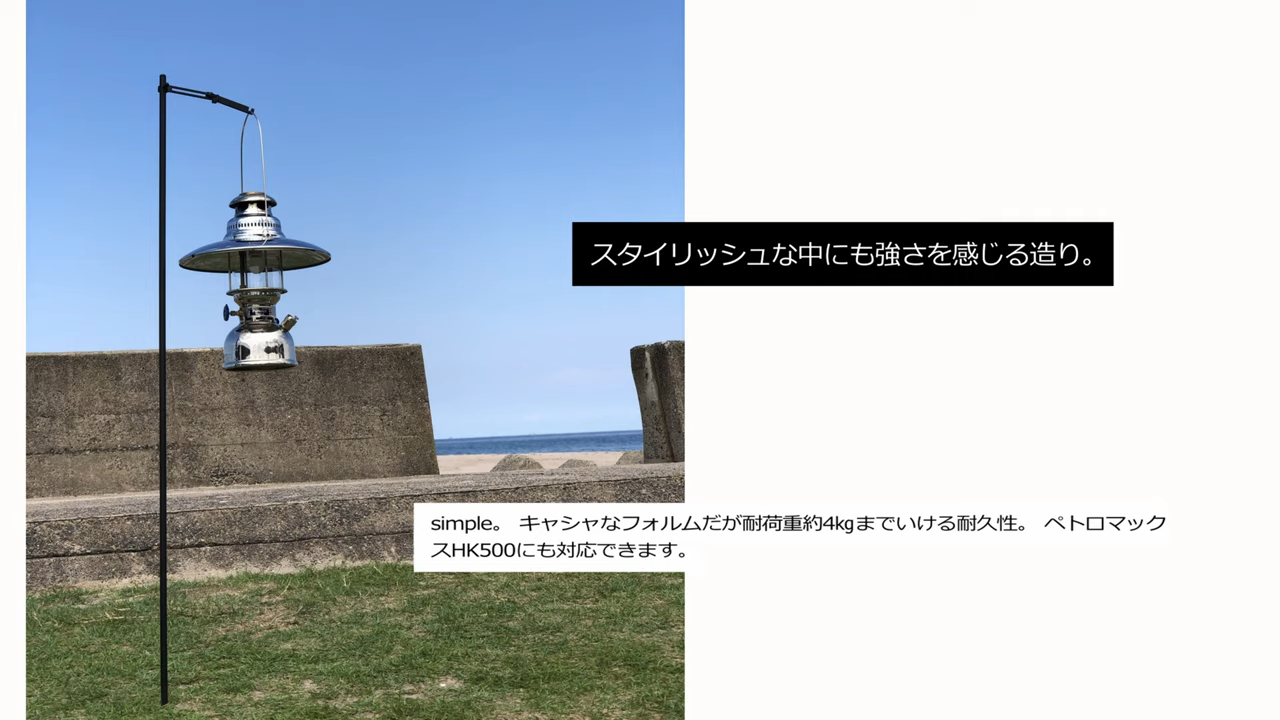 スタイリッシュな中にも強さを感じる造り。
simple。 キャシャなフォルムだが耐荷重約4㎏までいける耐久性。 ペトロマック
スHK500にも対応できます。